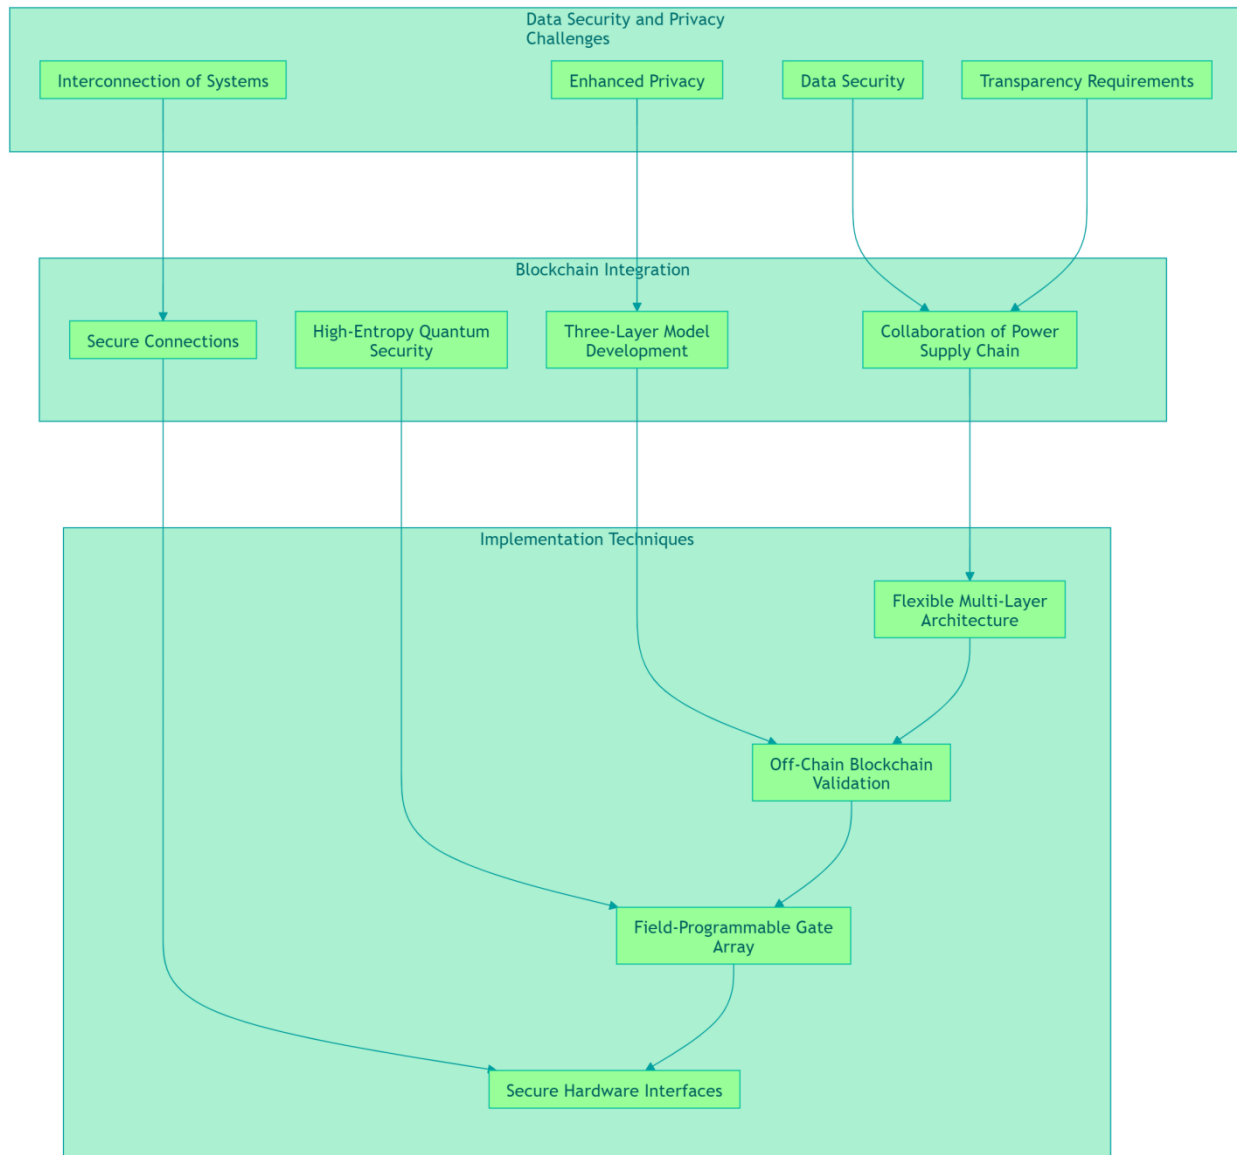 Data Security and Privacy
Challenges
Interconnection of Systems
Enhanced Privacy
Data Security
Transparency Requirements
Blockchain Integration
Secure Connections
High-Entropy Quantum
Security
Three-Layer Model
Development
Collaboration of Power
Supply Chain
Implementation Techniques
Flexible Multi-Layer
Architecture
Off-Chain Blockchain
Validation
Field-Programmable Gate
Array
Secure Hardware Interfaces